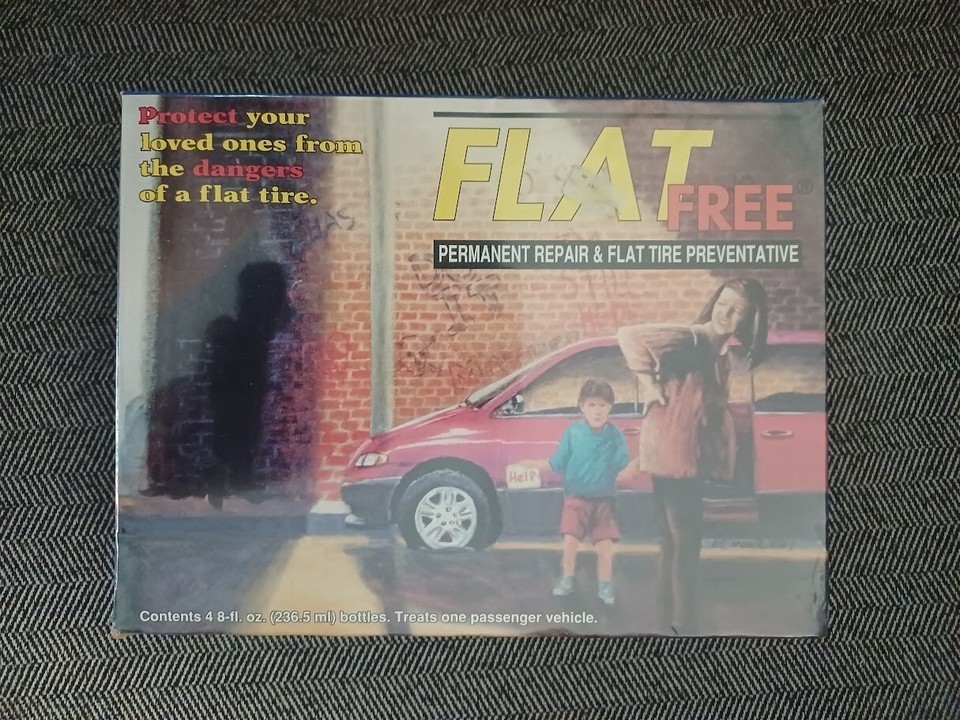 Protect your
loved ones from
the dangers
of a flat tire.
FLAT
FREE®
PERMANENT REPAIR & FLAT TIRE PREVENTATIVE
Help
Contents 4 8-fl. oz. (236.5 ml) bottles. Treats one passenger vehicle.